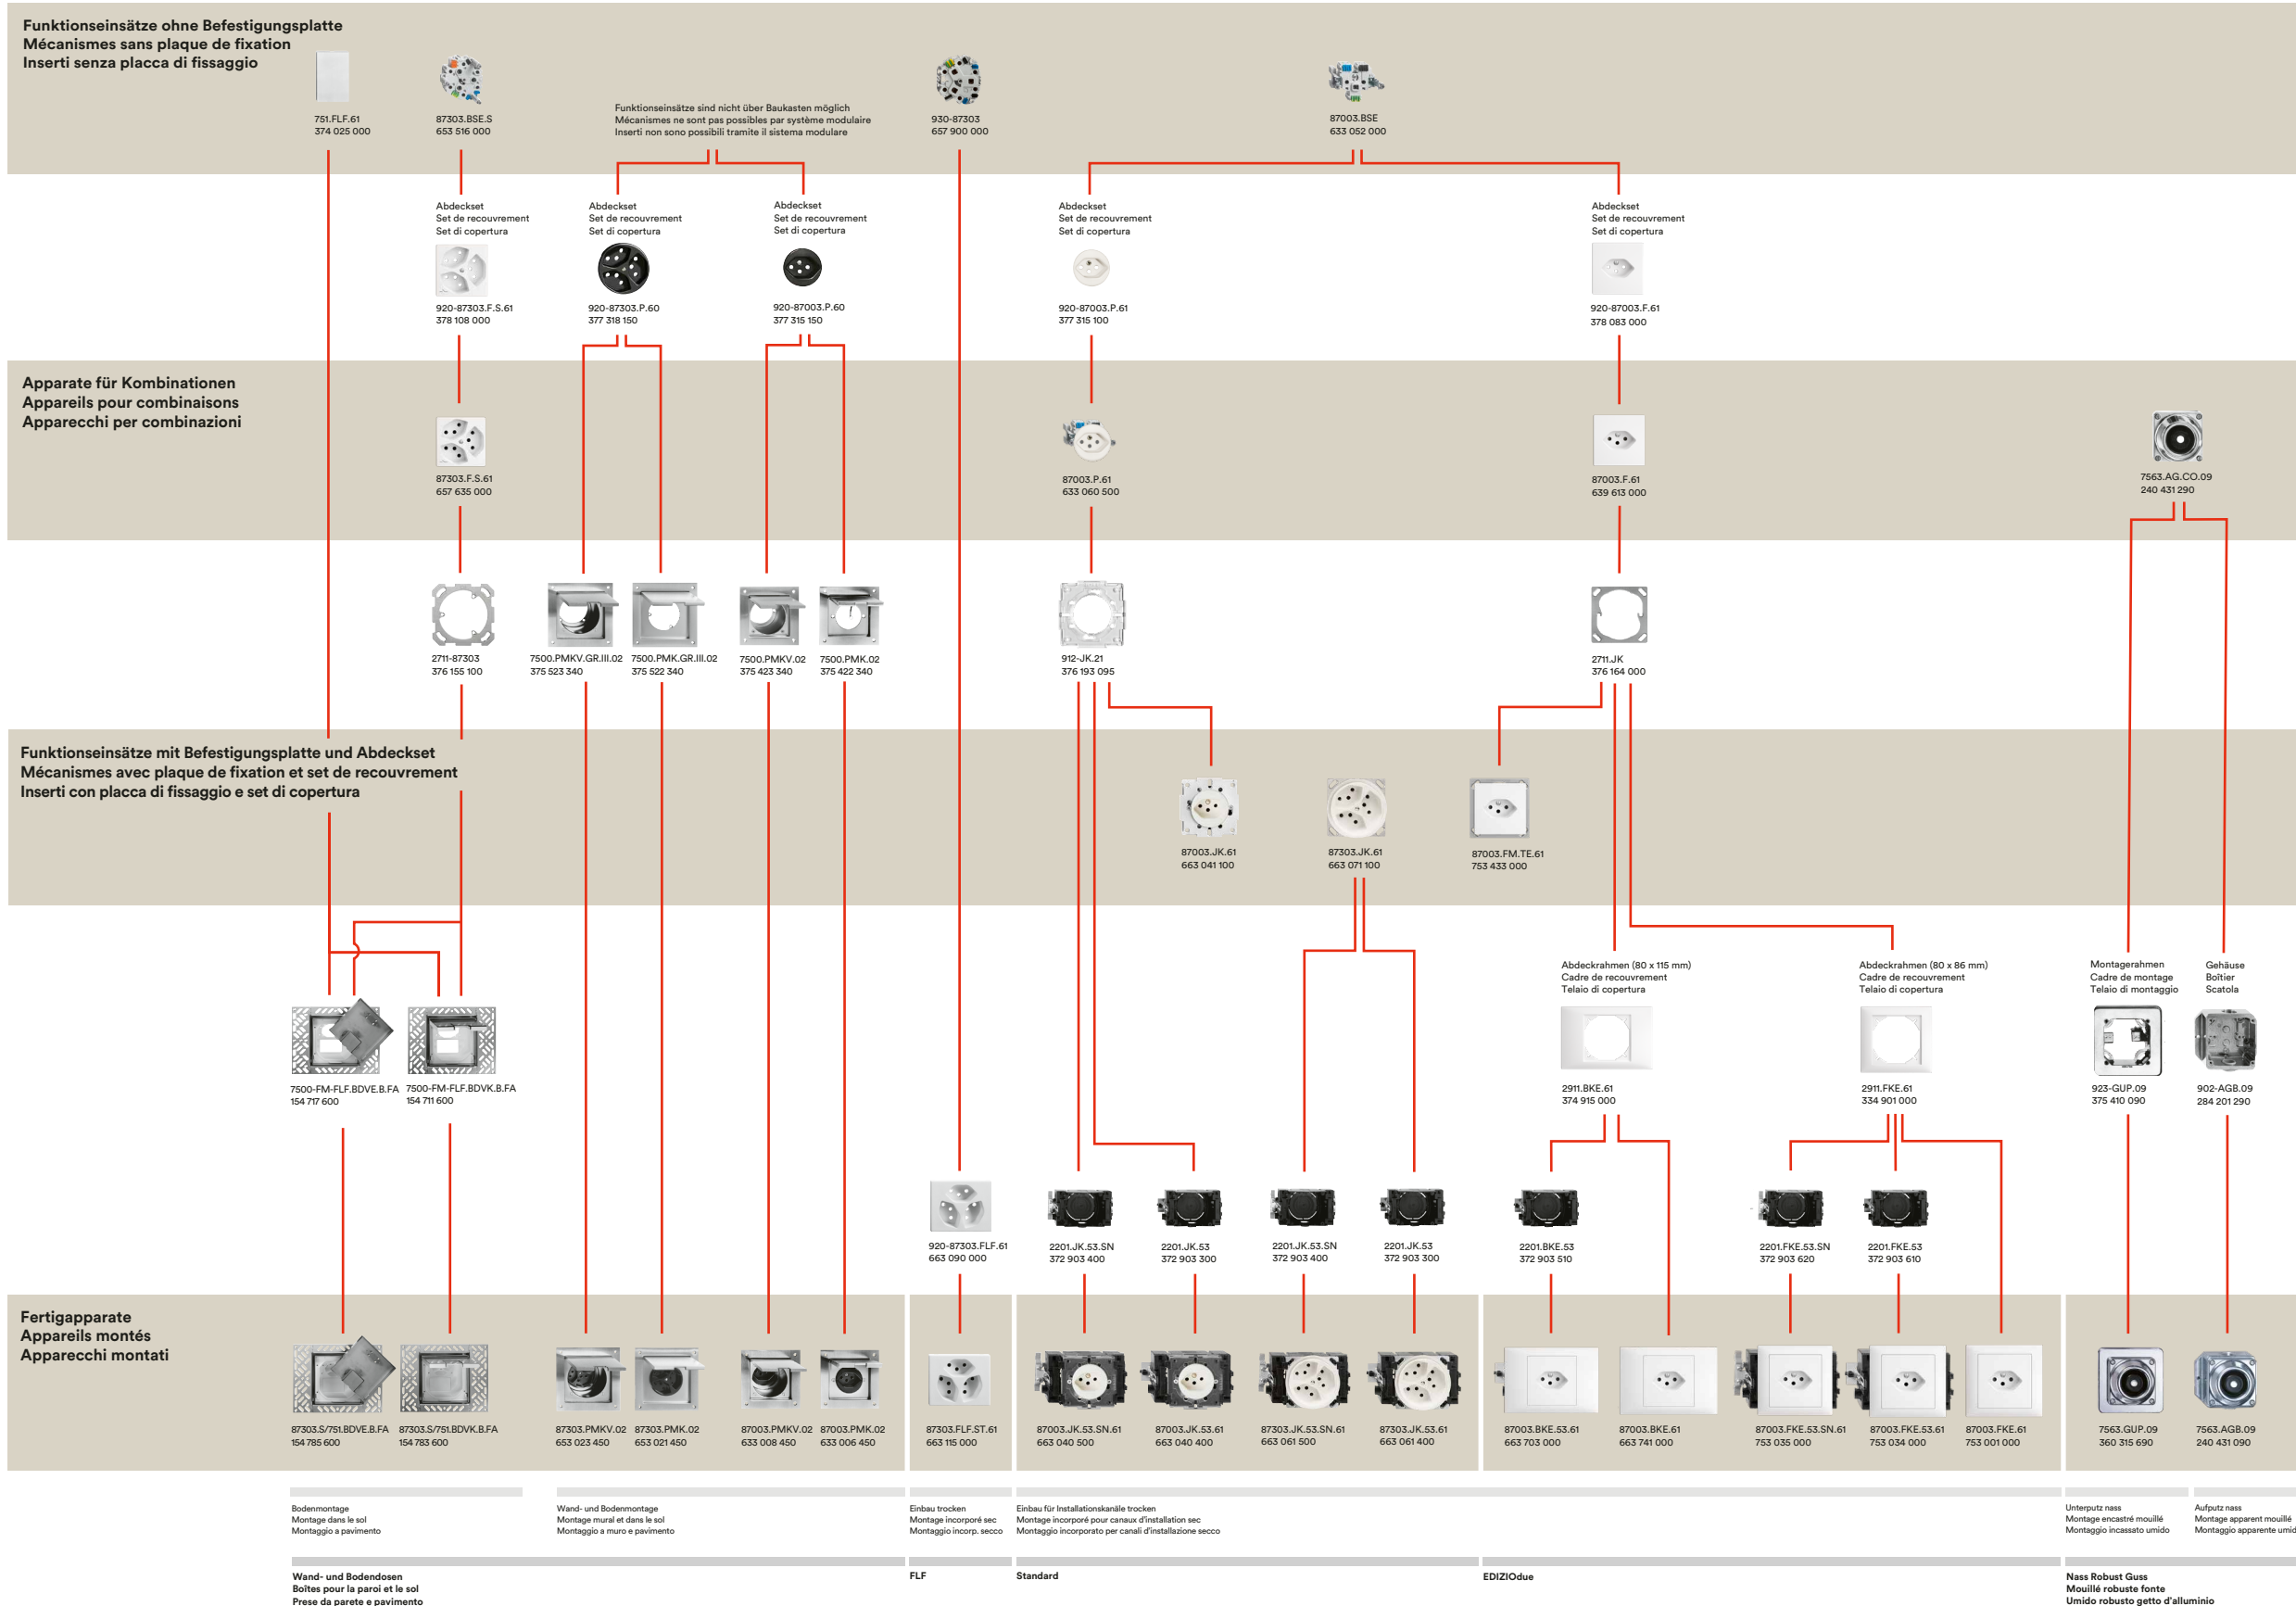 Funktionseinsätze ohne Befestigungsplatte
Mécanismes sans plaque de fixation
Inserti senza placca di fissaggio
751.FLF.61
374 025 000
87303.BSE.S
653 516 000
Funktionseinsätze sind nicht über Baukasten möglich
Mécanismes ne sont pas possibles par système modulaire
Inserti non sono possibili tramite il sistema modulare
930-87303
657 900 000
87003.BSE
633 052 000
Abdeckset
Set de recouvrement
Set di copertura
920-87303.F.S.61
378 108 000
Abdeckset
Set de recouvrement
Set di copertura
920-87303.P.60
377 318 150
Abdeckset
Set de recouvrement
Set di copertura
920-87003.P.60
377 315 150
Abdeckset
Set de recouvrement
Set di copertura
920-87003.P.61
377 315 100
Abdeckset
Set de recouvrement
Set di copertura
920-87003.F.61
378 083 000
Apparate für Kombinationen
Appareils pour combinaisons
Apparecchi per combinazioni
87303.F.S.61
657 635 000
87003.P.61
633 060 500
87003.F.61
639 613 000
7563.AG.CO.09
240 431 290
2711-87303
376 155 100
7500.PMKV.GR.III.02
375 523 340
7500.PMK.GR.III.02
375 522 340
7500.PMKV.02
375 423 340
7500.PMK.02
375 422 340
912-JK.21
376 193 095
2711.JK
376 164 000
Funktionseinsätze mit Befestigungsplatte und Abdeckset
Mécanismes avec plaque de fixation et set de recouvrement
Inserti con placca di fissaggio e set di copertura
87003.JK.61
663 041 100
87303.JK.61
663 071 100
87003.FM.TE.61
753 433 000
Abdeckrahmen (80 x 115 mm)
Cadre de recouvrement
Telaio di copertura
Abdeckrahmen (80 x 86 mm)
Cadre de recouvrement
Telaio di copertura
Montagerahmen
Cadre de montage
Telaio di montaggio
Gehäuse
Boîtier
Scatola
7500-FM-FLF.BDVE.B.FA
154 717 600
7500-FM-FLF.BDVK.B.FA
154 711 600
2911.BKE.61
374 915 000
2911.FKE.61
334 901 000
923-GUP.09
375 410 090
902-AGB.09
284 201 290
920-87303.FLF.61
663 090 000
2201.JK.53.SN
372 903 400
2201.JK.53
372 903 300
2201.JK.53.SN
372 903 400
2201.JK.53
372 903 300
2201.BKE.53
372 903 510
2201.FKE.53.SN
372 903 620
2201.FKE.53
372 903 610
Fertigapparate
Appareils montés
Apparecchi montati
87303.S/751.BDVE.B.FA
154 785 600
87303.S/751.BDVK.B.FA
154 783 600
87303.PMKV.02
653 023 450
87303.PMK.02
653 021 450
87003.PMKV.02
633 008 450
87003.PMK.02
633 006 450
87303.FLF.ST.61
663 115 000
87003.JK.53.SN.61
663 040 500
87003.JK.53.61
663 040 400
87303.JK.53.SN.61
663 061 500
87303.JK.53.61
663 061 400
87003.BKE.53.61
663 703 000
87003.BKE.61
663 741 000
87003.FKE.53.SN.61
753 035 000
87003.FKE.53.61
753 034 000
87003.FKE.61
753 001 000
7563.GUP.09
360 315 690
7563.AGB.09
240 431 090
Bodenmontage
Montage dans le sol
Montaggio a pavimento
Wand- und Bodenmontage
Montage mural et dans le sol
Montaggio a muro e pavimento
Einbau trocken
Montage incorporé sec
Montaggio incorp. secco
Einbau für Installationskanäle trocken
Montage incorporé pour canaux d'installation sec
Montaggio incorporato per canali d'installazione secco
Unterputz nass
Montage encastré mouillé
Montaggio incassato umido
Aufputz nass
Montage apparent mouillé
Montaggio apparente umid
Wand- und Bodendosen
Boîtes pour la paroi et le sol
Prese da parete e pavimento
FLF
Standard
EDIZIOdue
Nass Robust Guss
Mouillé robuste fonte
Umido robusto getto d'alluminio